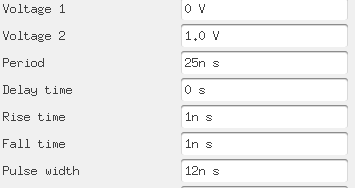 Voltage 1 0 V
Voltage 2 1.0 V
Period 25n s
Delay time 0 s
Rise time 1n s
Fall time 1n s
Pulse width 12n s